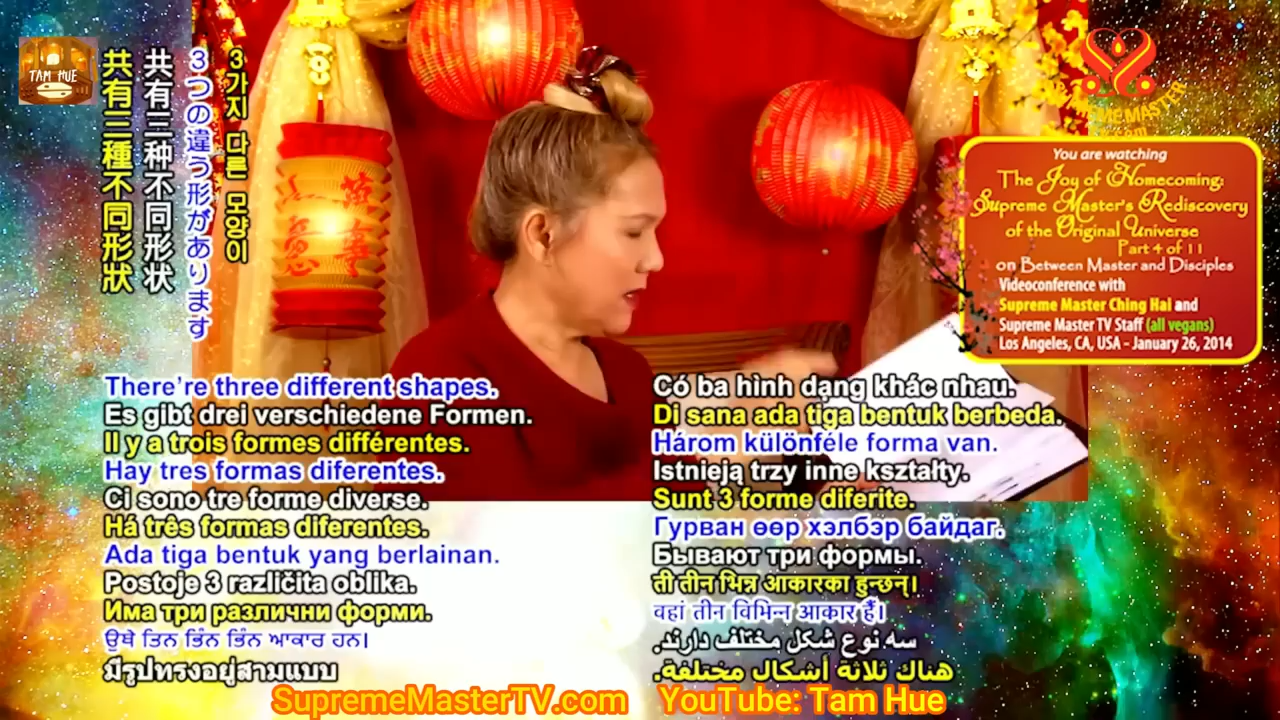 TAM HUE
共有三種不同形狀
共有三种不同形状
3つの違う形があります
3가지 다른 모양이
You are watching
The Joy of Homecoming:
Supreme Master's Rediscovery
of the Original Universe
Part 4 of 11
on Between Master and Disciples
Videoconference with
Supreme Master Ching Hai and
Supreme Master TV Staff (all vegans)
Los Angeles, CA, USA - January 26, 2014
There're three different shapes.
Es gibt drei verschiedene Formen.
Il y a trois formes différentes.
Hay tres formas diferentes.
Ci sono tre forme diverse.
Há três formas diferentes.
Ada tiga bentuk yang berlainan.
Postoje 3 različita oblika.
Има три различни форми.
ਉਥੇ ਤਿਨ ਭਿੰਨ ਭਿੰਨ ਆਕਾਰ ਹਨ।
มีรูปทรงอยู่สามแบบ
Có ba hình dạng khác nhau.
Di sana ada tiga bentuk berbeda.
Három különféle forma van.
Istnieją trzy inne kształty.
Sunt 3 forme diferite.
Гурван өөр хэлбэр байдаг.
Бывают три формы.
ती तीन भिन्न आकारका हुन्छन्।
वहां तीन विभिन्न आकार हैं।
سه نوع شکل مختلف دارند.
هناك ثلاثة أشكال مختلفة.
SupremeMasterTV.com YouTube: Tam Hue